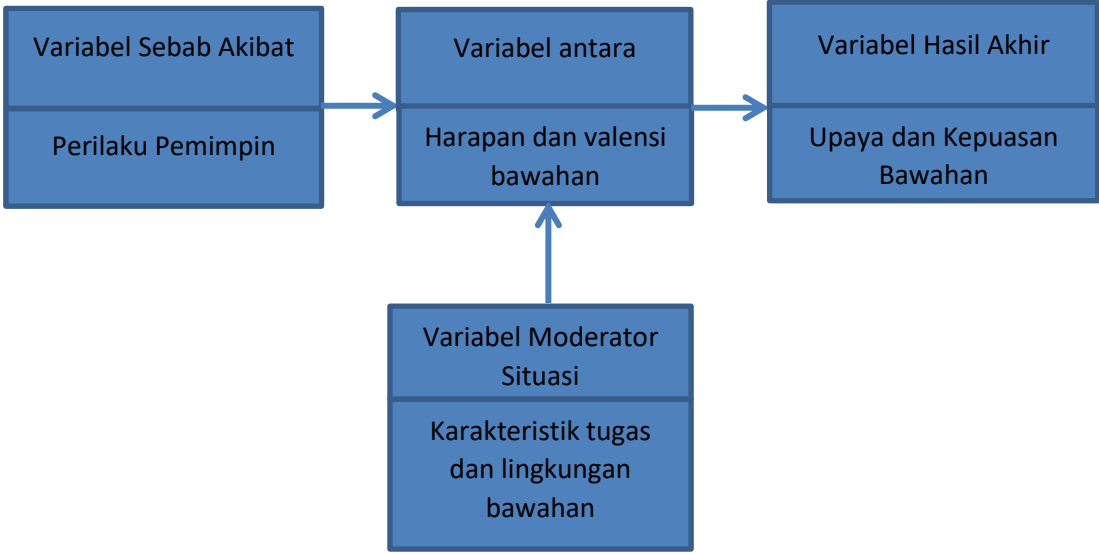 Variabel Sebab Akibat
Perilaku Pemimpin
Variabel antara
Harapan dan valensi
bawahan
Variabel Hasil Akhir
Upaya dan Kepuasan
Bawahan
Variabel Moderator
Situasi
Karakteristik tugas
dan lingkungan
bawahan